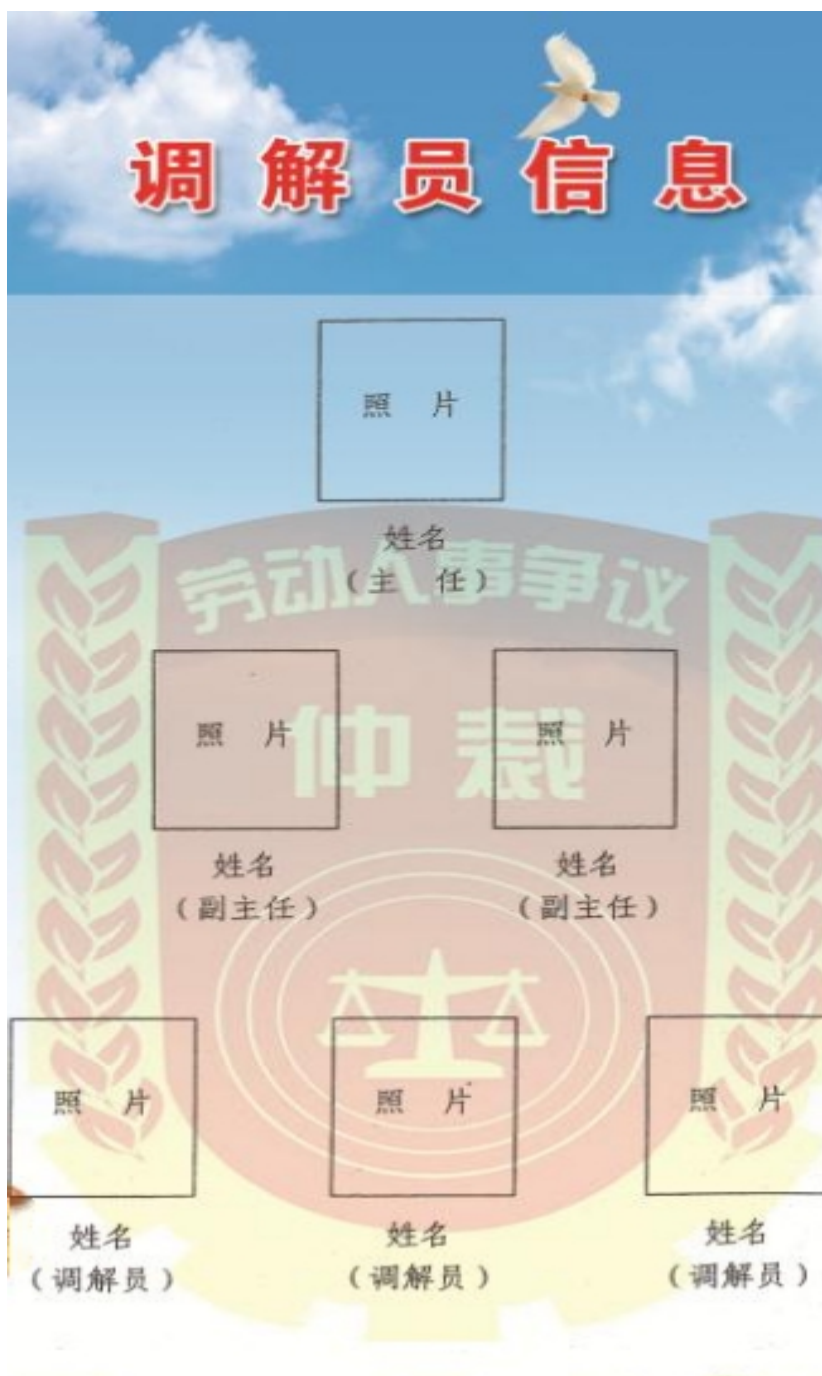 调解员信息
照 片
姓名
（主 任）
劳动人事争议
照 片 照 片
仲裁
姓名 姓名
（副主任） （副主任）
照 片 照 片 照 片
姓名 姓名 姓名
（调解员） （调解员） （调解员）